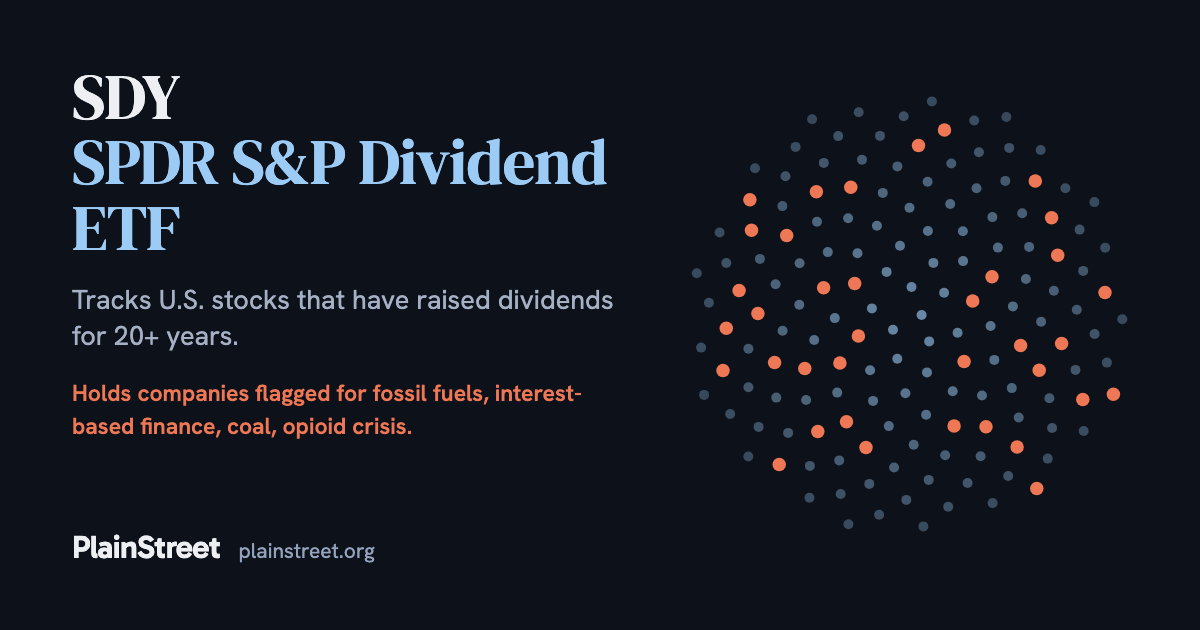 SDY
SPDR S&P Dividend
ETF
Tracks U.S. stocks that have raised dividends
for 20+ years.
Holds companies flagged for fossil fuels, interest-
based finance, coal, opioid crisis.
PlainStreet plainstreet.org